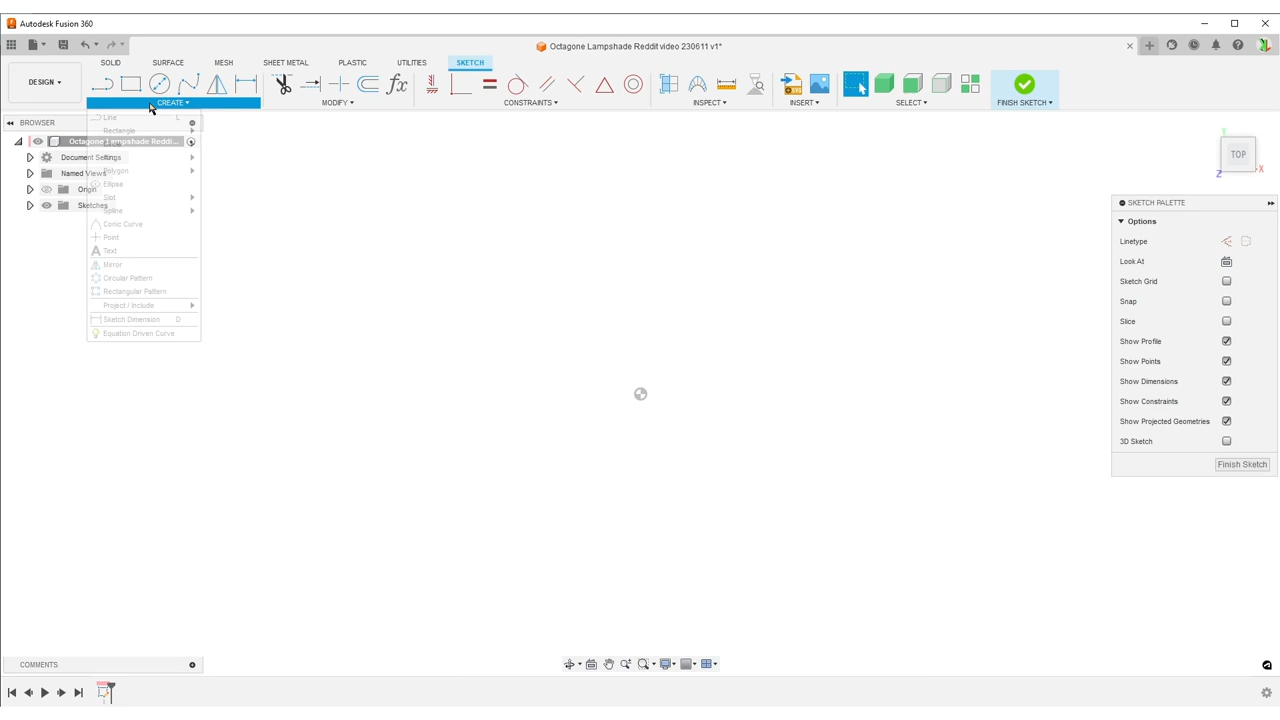 Autodesk Fusion 360
Octagone Lampshade Reddit video 230611 v1*
DESIGN
SOLID
SURFACE
MESH
SHEET METAL
PLASTIC
UTILITIES
SKETCH
CREATE
MODIFY
CONSTRAINTS
INSPECT
INSERT
SELECT
FINISH SKETCH
BROWSER
Octagone Lampshade Reddi...
Document Settings
Named Views
Origin
Sketches
Line L
Rectangle
Polygon
Ellipse
Slot
Spline
Conic Curve
Point
Text
Mirror
Circular Pattern
Rectangular Pattern
Project / Include
Sketch Dimension D
Equation Driven Curve
TOP
X
Z
SKETCH PALETTE
Options
Linetype
Look At
Sketch Grid
Snap
Slice
Show Profile
Show Points
Show Dimensions
Show Constraints
Show Projected Geometries
3D Sketch
Finish Sketch
COMMENTS